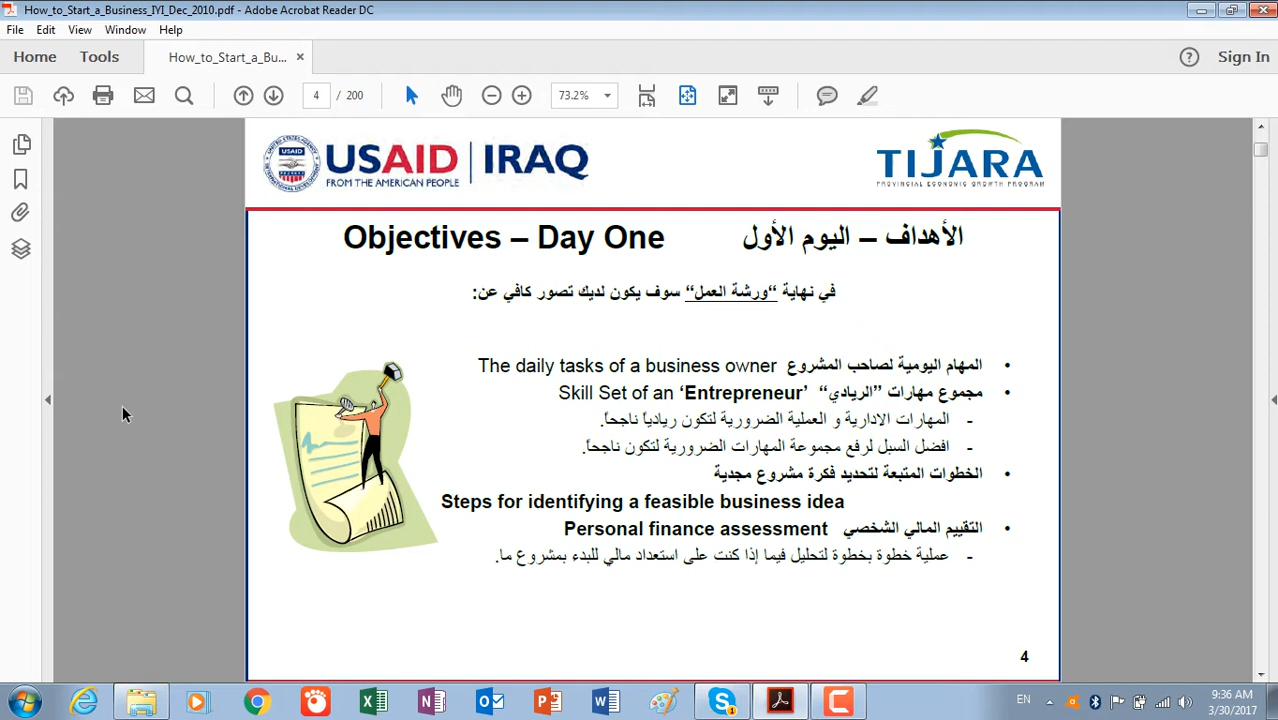 How_to_Start_a_Business_IYI_Dec_2010.pdf - Adobe Acrobat Reader DC
File Edit View Window Help
Home Tools How_to_Start_a_Bu... × Sign In
4 / 200 73.2%
USAID IRAQ
FROM THE AMERICAN PEOPLE
TIJARA
PROVINCIAL ECONOMIC GROWTH PROGRAM
Objectives – Day One الأهداف – اليوم الأول
في نهاية “ورشة العمل“ سوف يكون لديك تصور كافي عن:
• المهام اليومية لصاحب المشروع The daily tasks of a business owner
• مجموع مهارات “الريادي” Skill Set of an ‘Entrepreneur’
- المهارات الادارية و العملية الضرورية لتكون ريادياً ناجحاً.
- افضل السبل لرفع مجموعة المهارات الضرورية لتكون ناجحاً.
• الخطوات المتبعة لتحديد فكرة مشروع مجدية
Steps for identifying a feasible business idea
• التقييم المالي الشخصي Personal finance assessment
- عملية خطوة بخطوة لتحليل فيما إذا كنت على استعداد مالي للبدء بمشروع ما.
4
EN
9:36 AM
3/30/2017